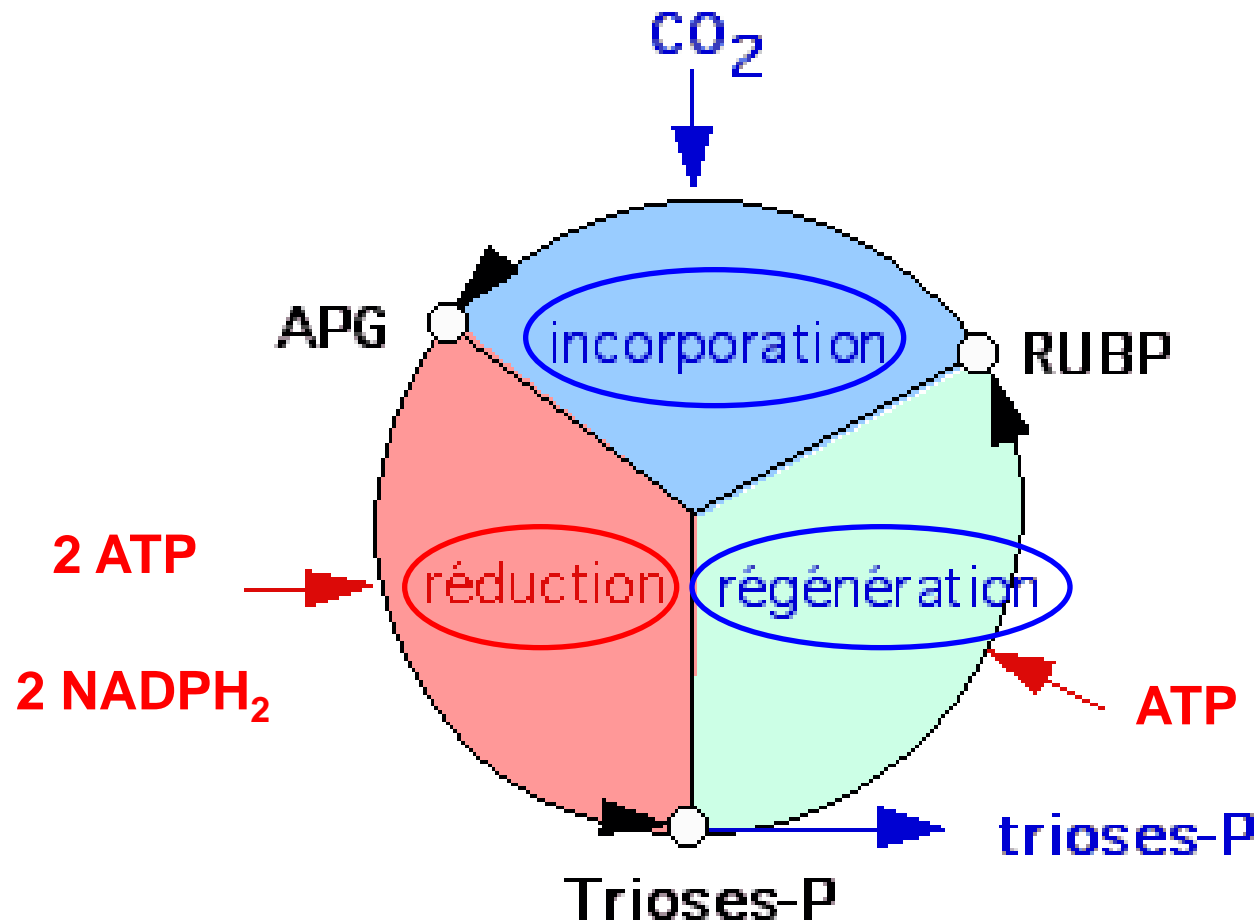 CO₂
APG
incorporation
RUBP
2 ATP
réduction
régénération
2 NADPH₂
ATP
trioses-P
Trioses-P